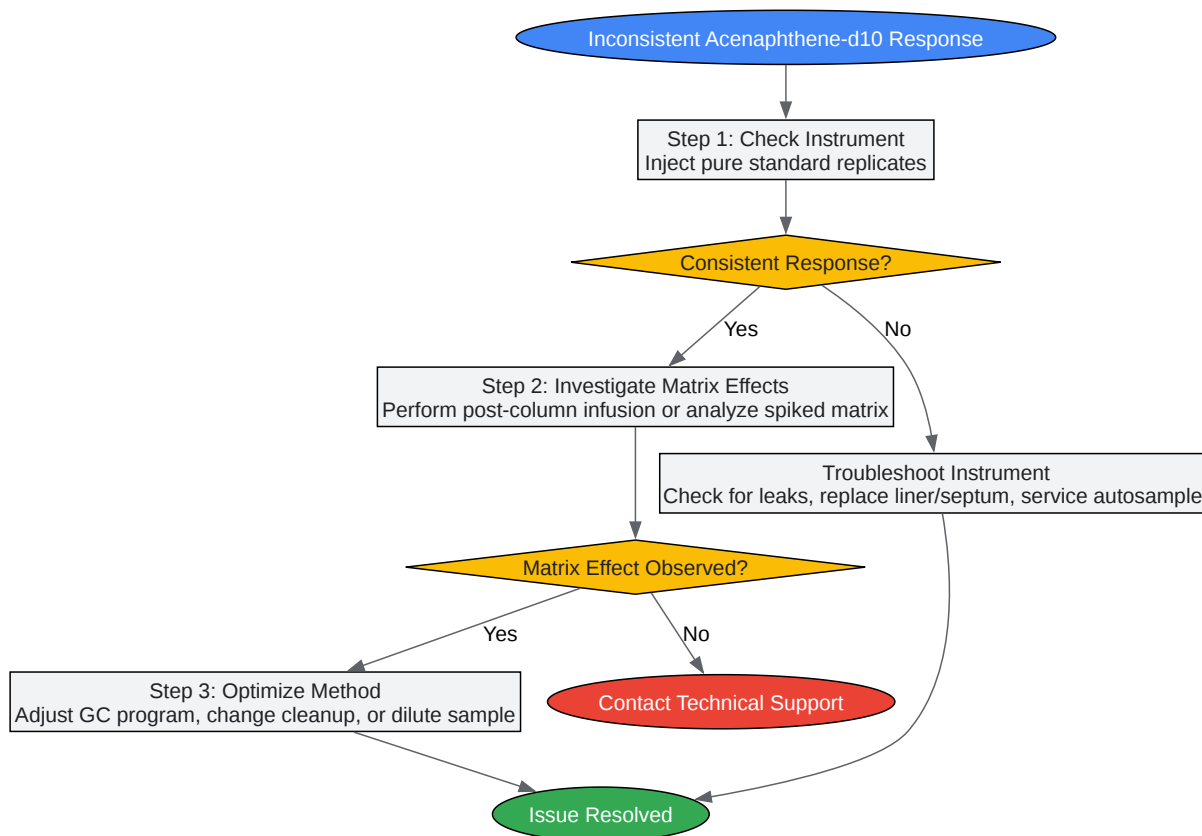 Inconsistent Acenaphthene-d10 Response
Step 1: Check Instrument
Inject pure standard replicates
Consistent Response?
Yes
No
Step 2: Investigate Matrix Effects
Perform post-column infusion or analyze spiked matrix
Troubleshoot Instrument
Check for leaks, replace liner/septum, service autosample
Matrix Effect Observed?
Yes
No
Step 3: Optimize Method
Adjust GC program, change cleanup, or dilute sample
Contact Technical Support
Issue Resolved